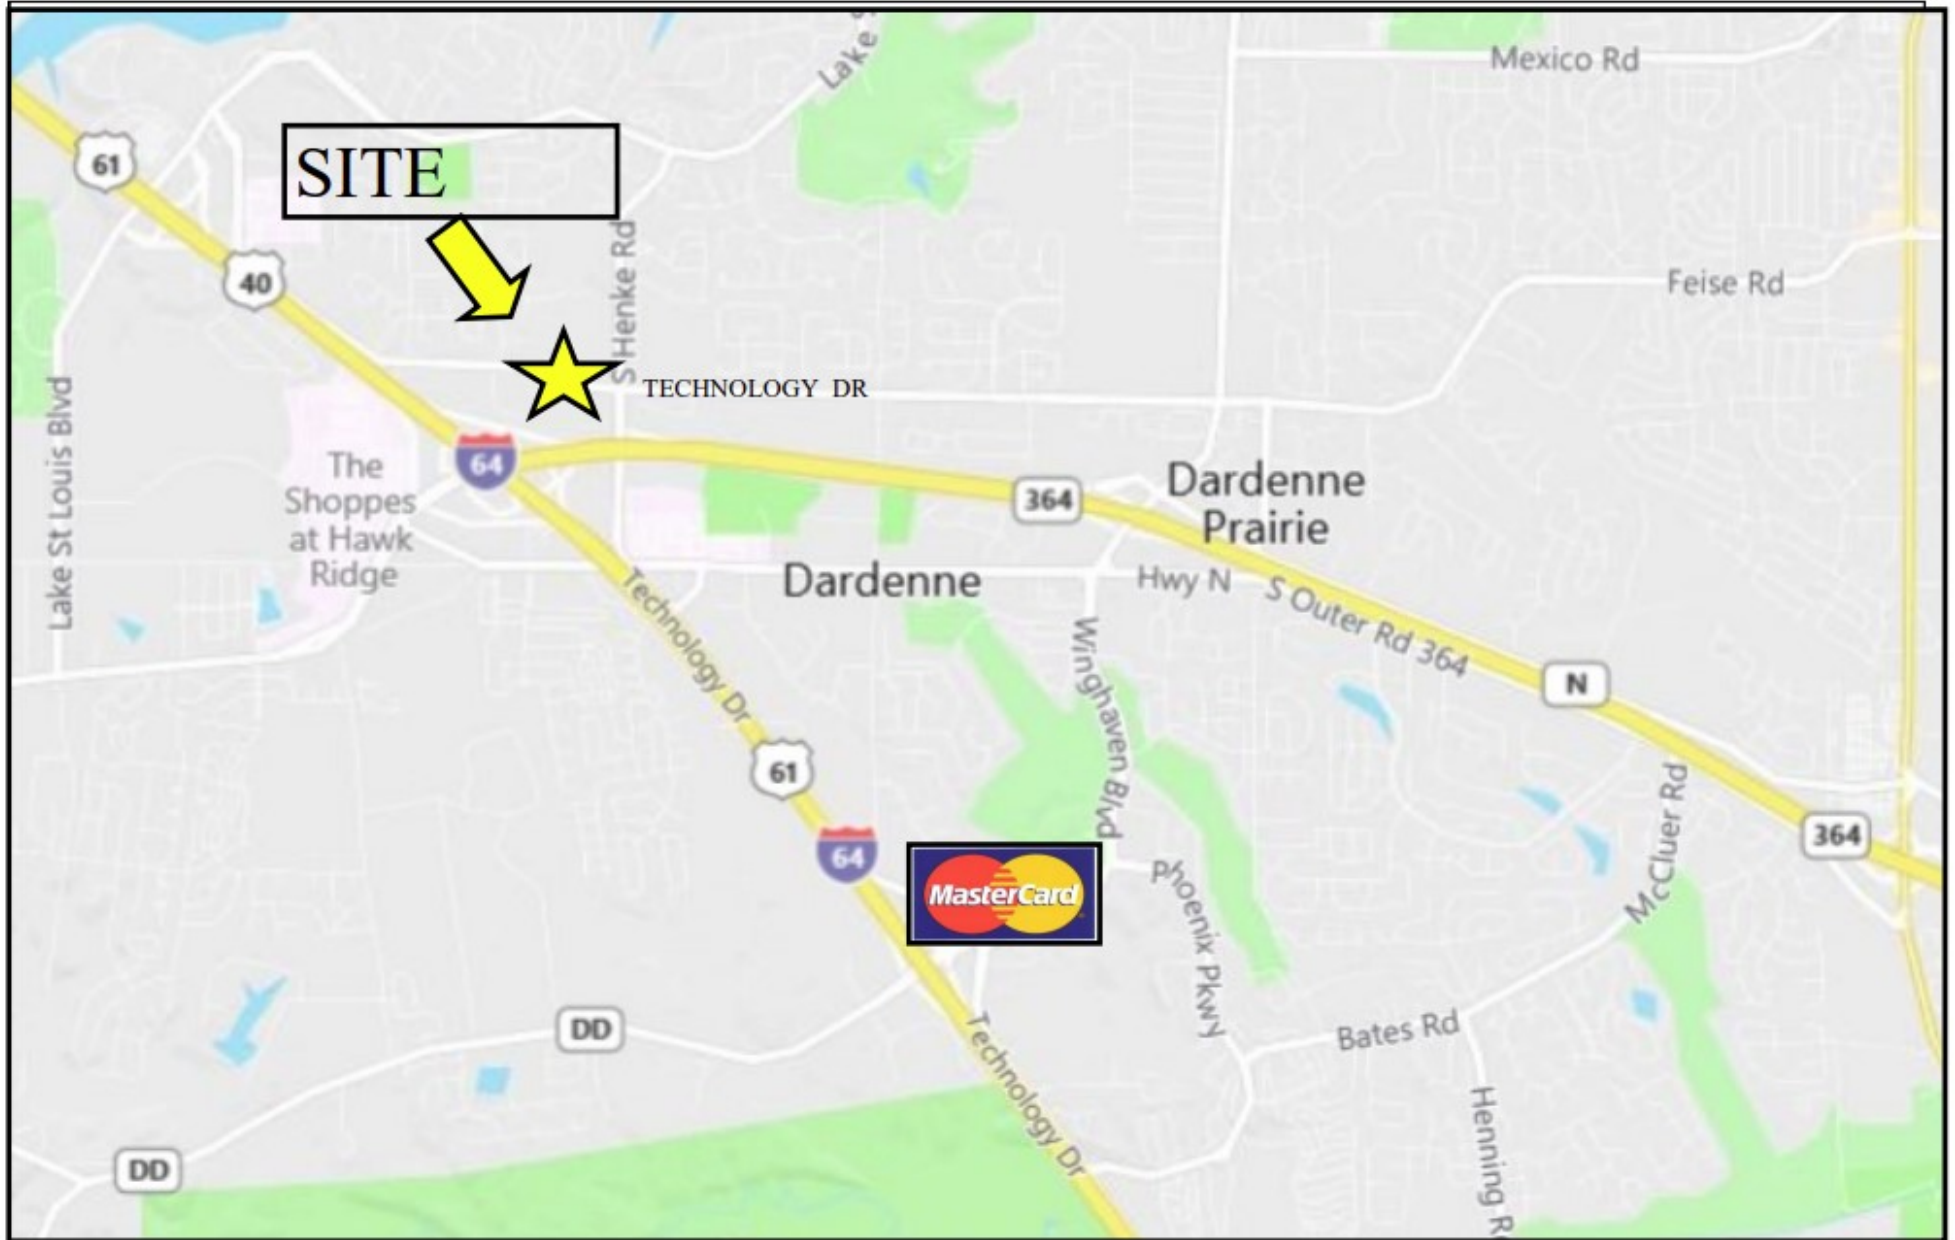 Mexico Rd
Lake S
61
SITE
S Henke Rd
40
Feise Rd
TECHNOLOGY DR
Lake St Louis Blvd
64
The
Shoppes
at Hawk
Ridge
364
Dardenne
Prairie
Dardenne
Hwy N
S Outer Rd 364
Technology Dr
Winghaven Blvd
N
61
64
McCluer Rd
364
MasterCard
Phoenix Pkwy
DD
Bates Rd
Technology Dr
Henning R
DD